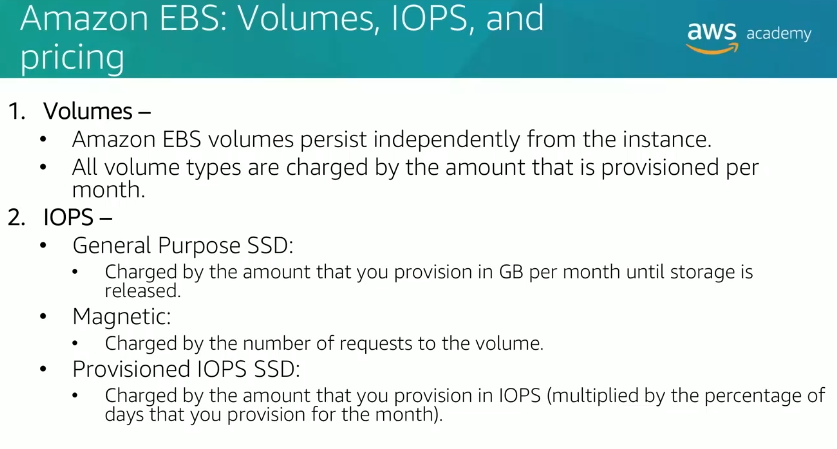 Amazon EBS: Volumes, IOPS, and
pricing
aws academy
1. Volumes –
• Amazon EBS volumes persist independently from the instance.
• All volume types are charged by the amount that is provisioned per
month.
2. IOPS –
• General Purpose SSD:
• Charged by the amount that you provision in GB per month until storage is
released.
• Magnetic:
• Charged by the number of requests to the volume.
• Provisioned IOPS SSD:
• Charged by the amount that you provision in IOPS (multiplied by the percentage of
days that you provision for the month).